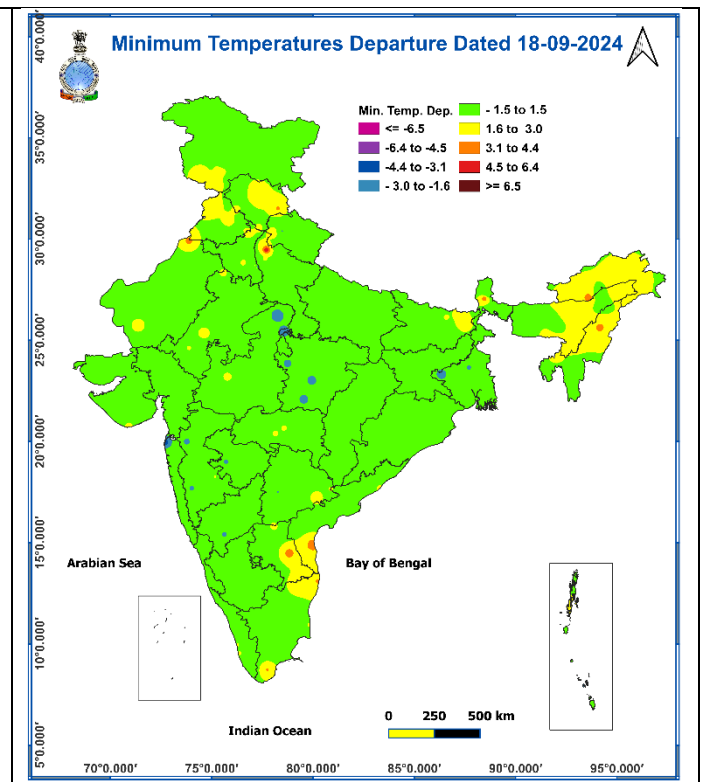 Minimum Temperatures Departure Dated 18-09-2024
Min. Temp. Dep.
<= -6.5
-6.4 to -4.5
-4.4 to -3.1
- 3.0 to -1.6
- 1.5 to 1.5
1.6 to 3.0
3.1 to 4.4
4.5 to 6.4
>= 6.5
40°0.000'
35°0.000'
30°0.000'
25°0.000'
20°0.000'
15°0.000'
10°0.000'
5°0.000'
Arabian Sea
Bay of Bengal
Indian Ocean
0 250 500 km
70°0.000' 75°0.000' 80°0.000' 85°0.000' 90°0.000' 95°0.000'